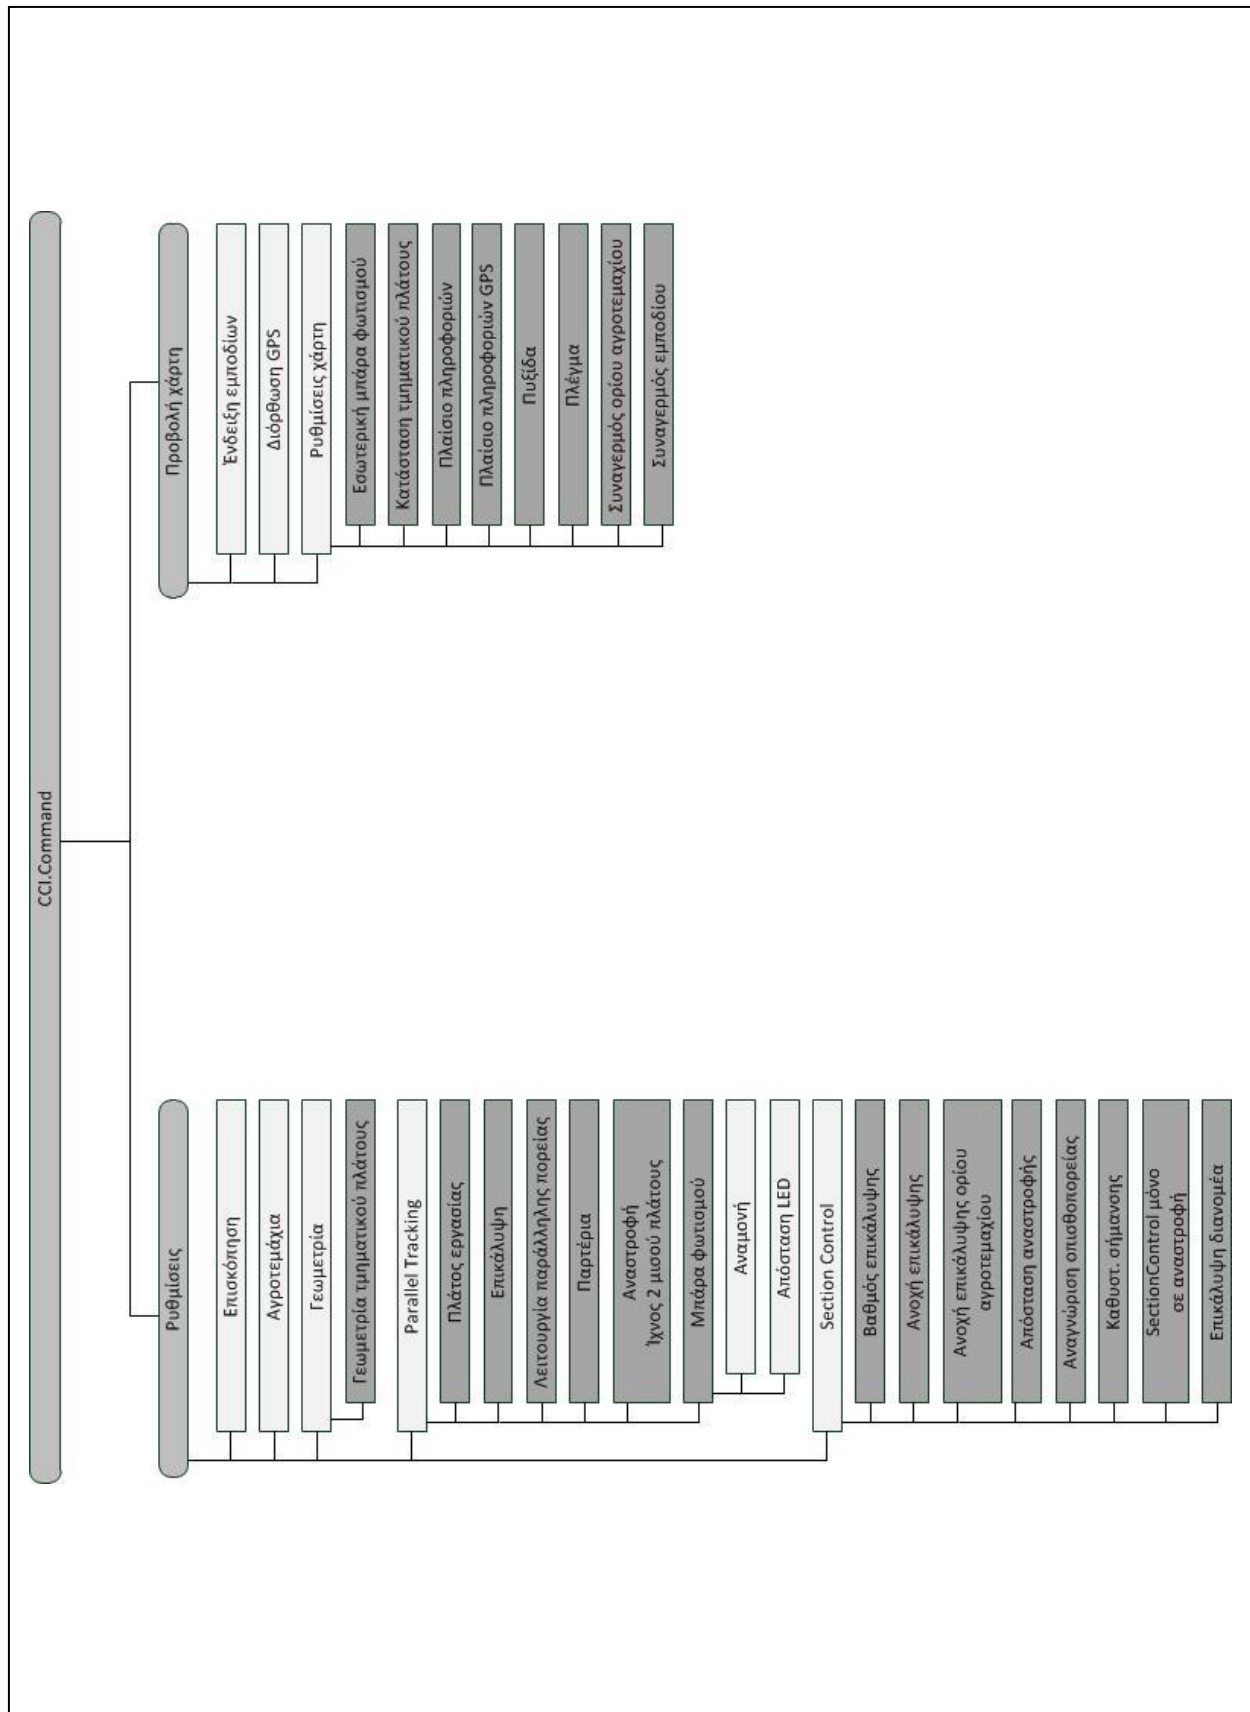 CCI.Command
Ρυθμίσεις
Επισκόπηση
Αγροτεμάχια
Γεωμετρία
Γεωμετρία τμηματικού πλάτους
Parallel Tracking
Πλάτος εργασίας
Επικάλυψη
Λειτουργία παράλληλης πορείας
Παρτέρια
Αναστροφή
Ίχνος 2 μισού πλάτους
Μπάρα φωτισμού
Αναμονή
Απόσταση LED
Section Control
Βαθμός επικάλυψης
Ανοχή επικάλυψης
Ανοχή επικάλυψης ορίου
αγροτεμαχίου
Απόσταση αναστροφής
Αναγνώριση οπισθοπορείας
Καθυστ. σήμανσης
SectionControl μόνο
σε αναστροφή
Επικάλυψη διανομέα
Προβολή χάρτη
Ένδειξη εμποδίων
Διόρθωση GPS
Ρυθμίσεις χάρτη
Εσωτερική μπάρα φωτισμού
Κατάσταση τμηματικού πλάτους
Πλαίσιο πληροφοριών
Πλαίσιο πληροφοριών GPS
Πυξίδα
Πλέγμα
Συναγερμός ορίου αγροτεμαχίου
Συναγερμός εμποδίου